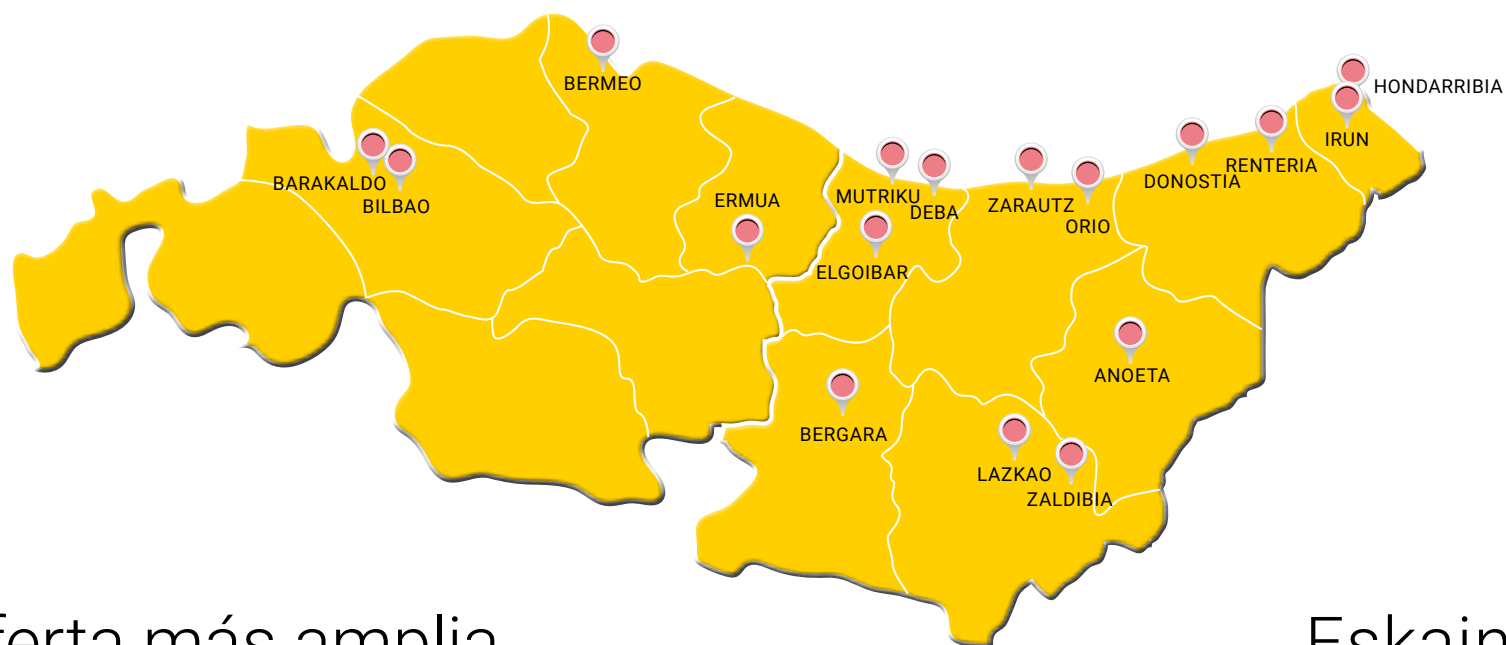 BERMEO
HONDARRIBIA
IRUN
RENTERIA
DONOSTIA
BARAKALDO
BILBAO
ERMUA
MUTRIKU
DEBA
ZARAUTZ
ORIO
ELGOIBAR
ANOETA
BERGARA
LAZKAO
ZALDIBIA
ferta más amplia
Eskain